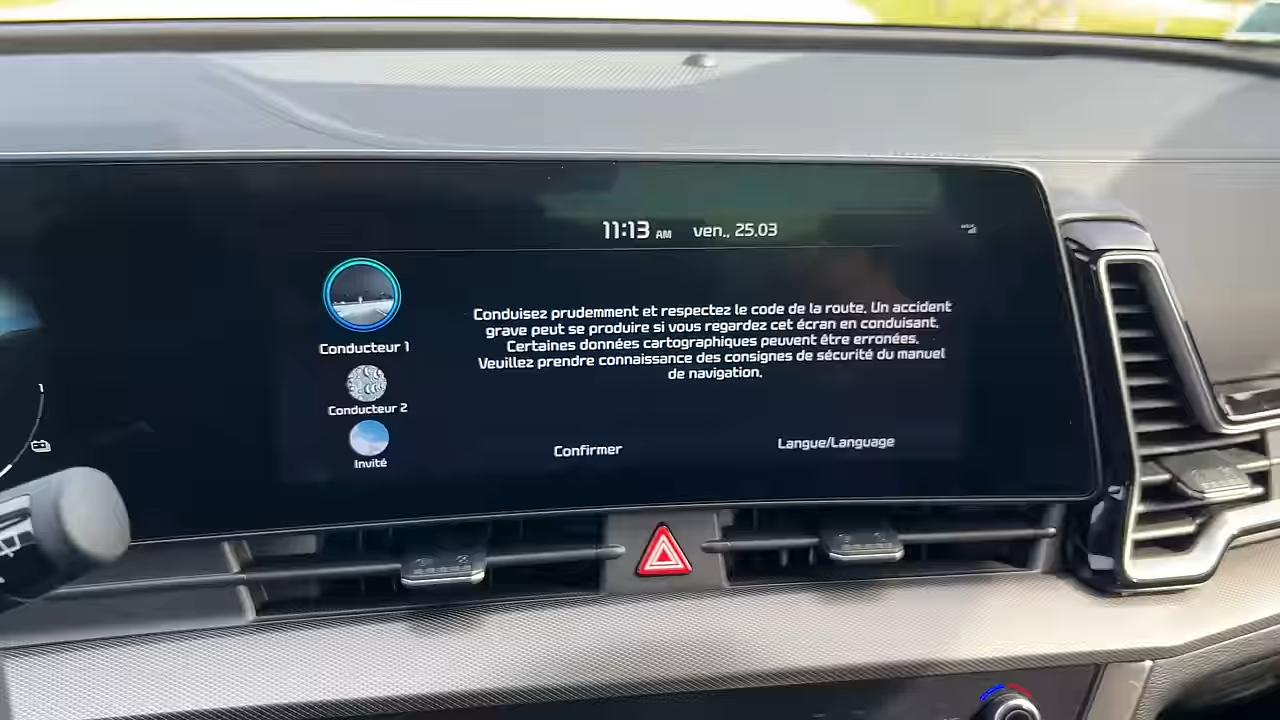 11:13 AM ven., 25.03
Conducteur 1
Conducteur 2
Invité
Conduisez prudemment et respectez le code de la route. Un accident
grave peut se produire si vous regardez cet écran en conduisant.
Certaines données cartographiques peuvent être erronées.
Veuillez prendre connaissance des consignes de sécurité du manuel
de navigation.
Confirmer
Langue/Language
1